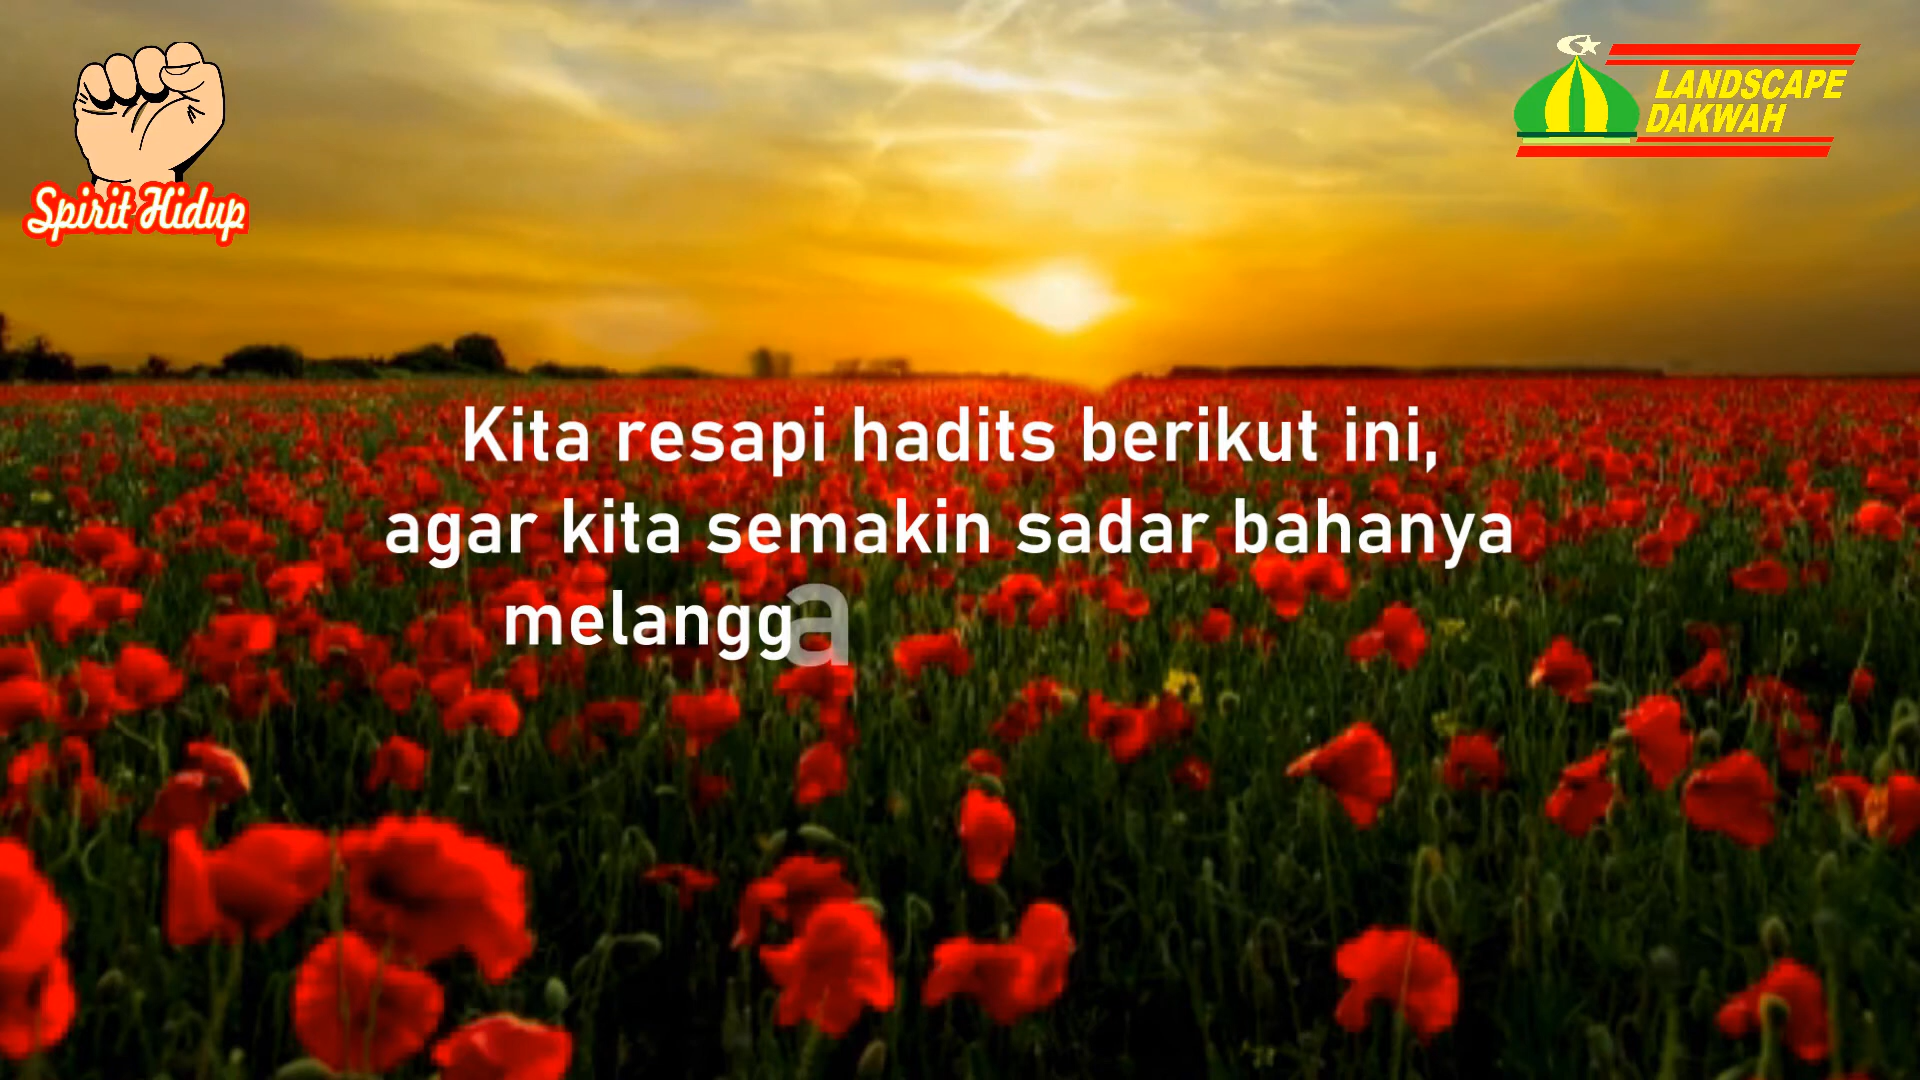 Spirit Hidup
LANDSCAPE
DAKWAH
Kita resapi hadits berikut ini,
agar kita semakin sadar bahanya
melangga